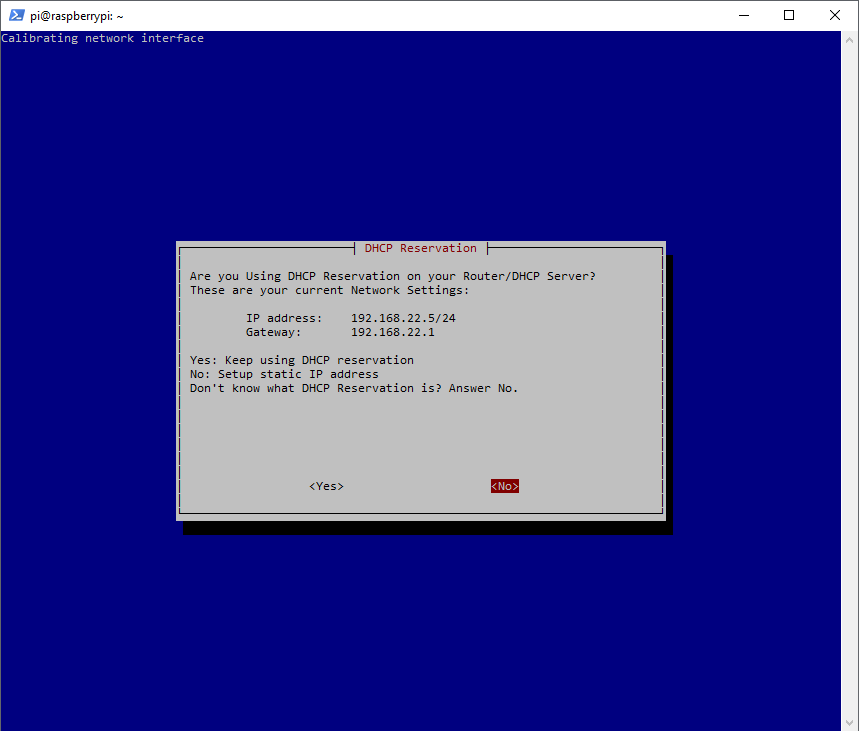 pi@raspberrypi: ~
Calibrating network interface
DHCP Reservation
Are you Using DHCP Reservation on your Router/DHCP Server?
These are your current Network Settings:
IP address:    192.168.22.5/24
Gateway:       192.168.22.1
Yes: Keep using DHCP reservation
No: Setup static IP address
Don't know what DHCP Reservation is? Answer No.
<Yes>                     <No>